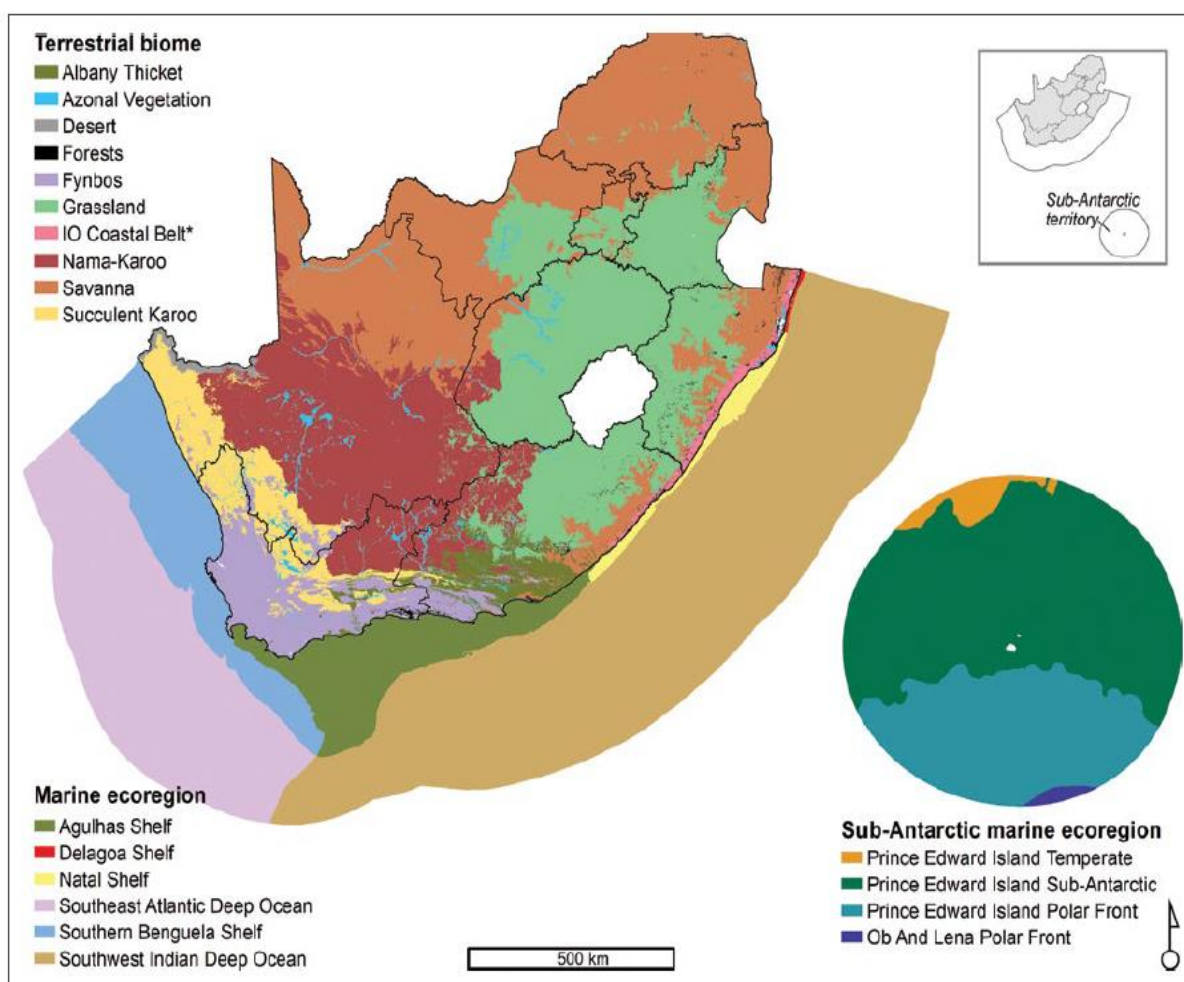 Terrestrial biome
Albany Thicket
Azonal Vegetation
Desert
Forests
Fynbos
Grassland
IO Coastal Belt*
Nama-Karoo
Savanna
Succulent Karoo
Sub-Antarctic
territory
Marine ecoregion
Agulhas Shelf
Delagoa Shelf
Natal Shelf
Southeast Atlantic Deep Ocean
Southern Benguela Shelf
Southwest Indian Deep Ocean
500 km
Sub-Antarctic marine ecoregion
Prince Edward Island Temperate
Prince Edward Island Sub-Antarctic
Prince Edward Island Polar Front
Ob And Lena Polar Front